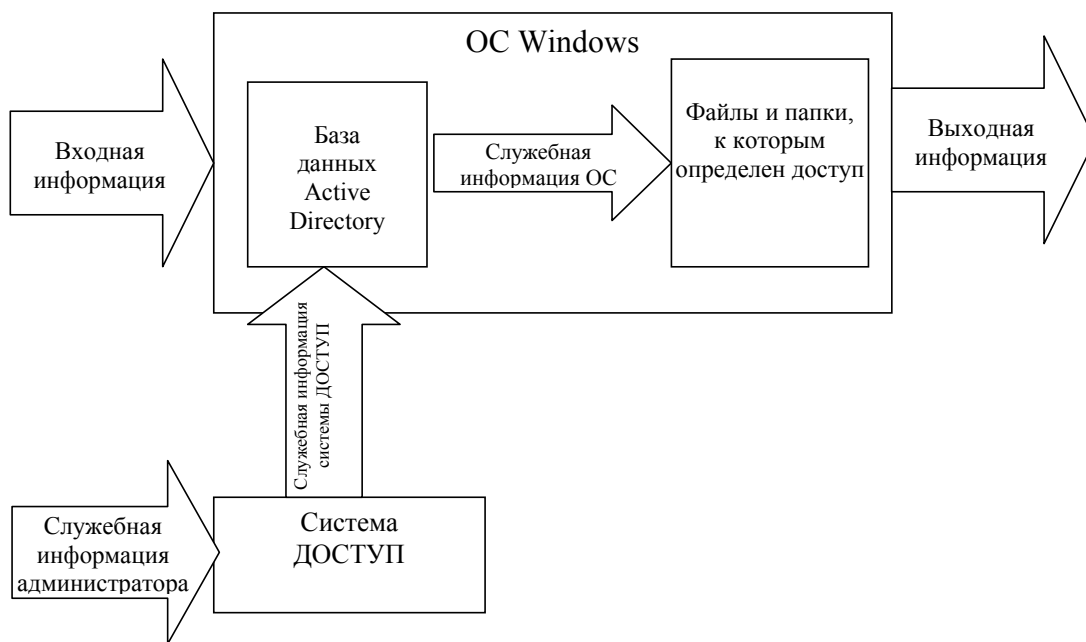 ОС Windows
Входная
информация
База
данных
Active
Directory
Служебная
информация ОС
Файлы и папки,
к которым
определен доступ
Выходная
информация
Служебная информация
системы ДОСТУП
Служебная
информация
администратора
Система
ДОСТУП